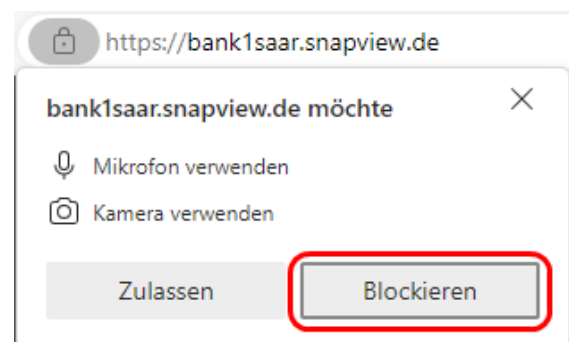 https://bank1saar.snapview.de
bank1saar.snapview.de möchte
Mikrofon verwenden
Kamera verwenden
Zulassen Blockieren